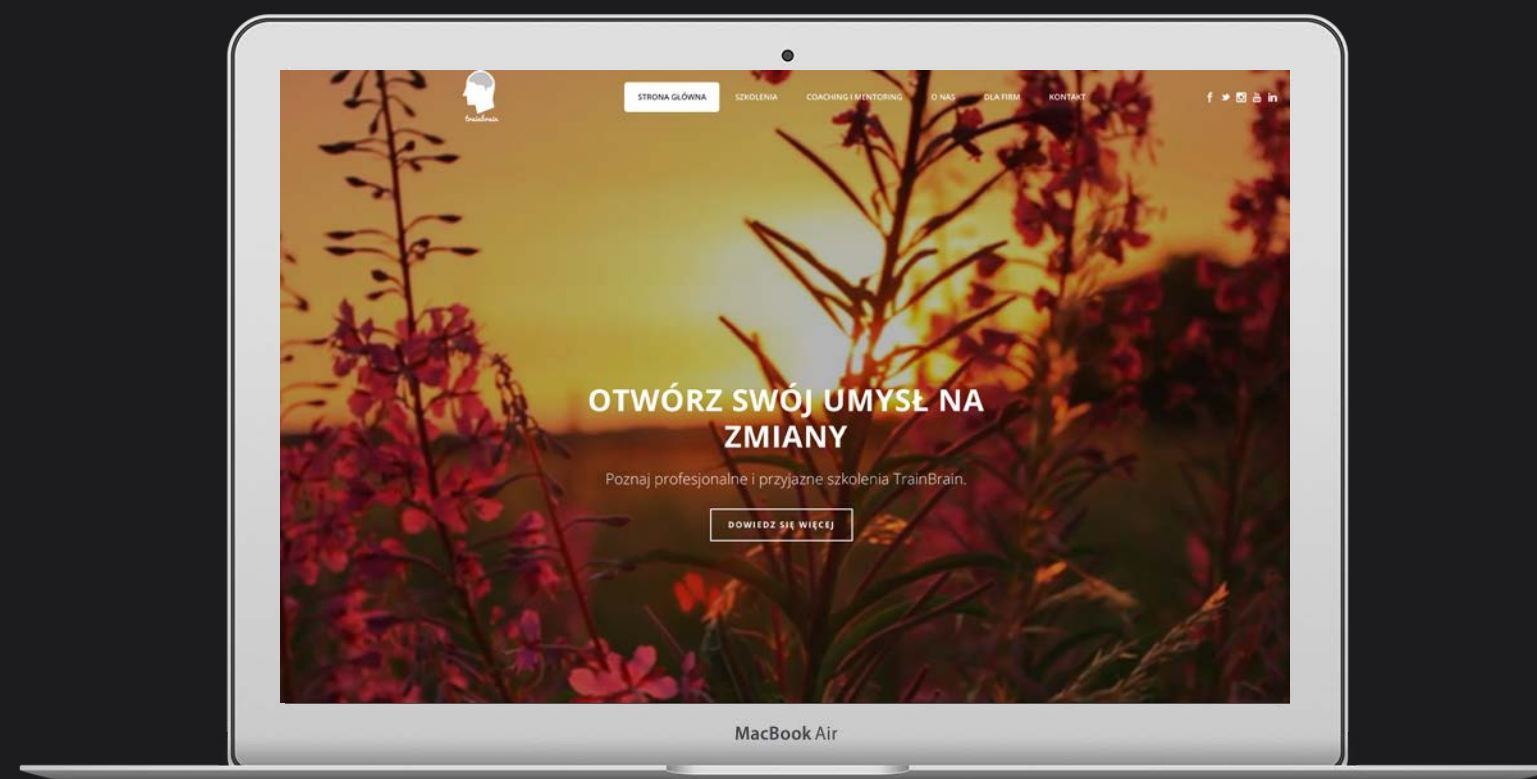 trainbrain
STRONA GŁÓWNA SZKOLENIA COACHING I MENTORING O NAS DLA FIRM KONTAKT
OTWÓRZ SWÓJ UMYSŁ NA
ZMIANY
Poznaj profesjonalne i przyjazne szkolenia TrainBrain.
DOWIEDZ SIĘ WIĘCEJ
MacBook Air